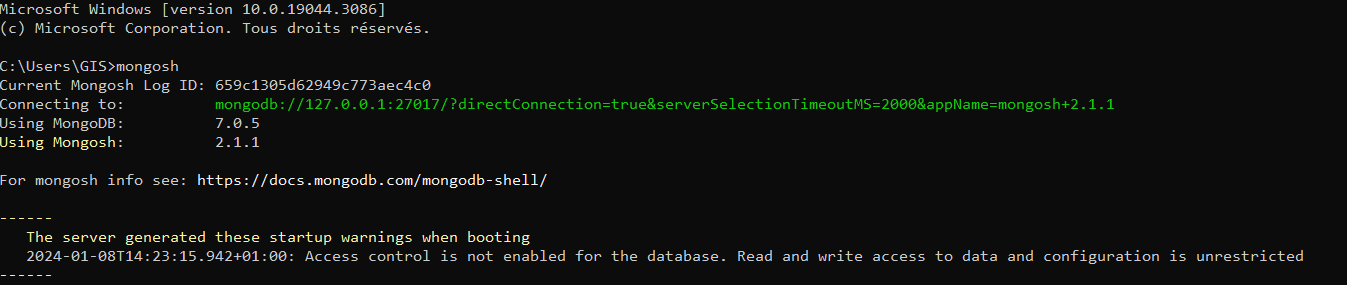 Microsoft Windows [version 10.0.19044.3086]
(c) Microsoft Corporation. Tous droits réservés.
C:\Users\GIS>mongosh
Current Mongosh Log ID: 659c1305d62949c773aec4c0
Connecting to: mongodb://127.0.0.1:27017/?directConnection=true&serverSelectionTimeoutMS=2000&appName=mongosh+2.1.1
Using MongoDB: 7.0.5
Using Mongosh: 2.1.1
For mongosh info see: https://docs.mongodb.com/mongodb-shell/
------
The server generated these startup warnings when booting
2024-01-08T14:23:15.942+01:00: Access control is not enabled for the database. Read and write access to data and configuration is unrestricted
------